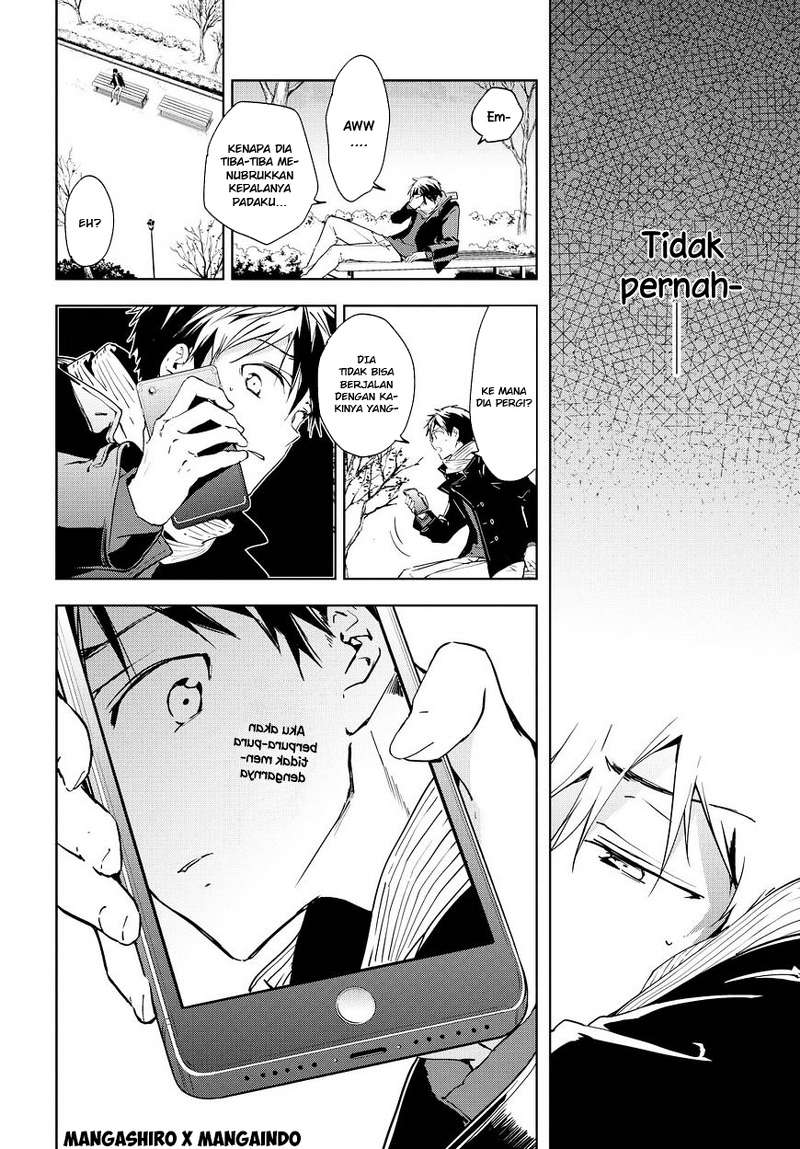 Tidak
pernah-
Em-
AWW
....
KENAPA DIA
TIBA-TIBA ME-
NUBRUKKAN
KEPALANYA
PADAKU...
EH?
KE MANA
DIA PERGI?
DIA
TIDAK BISA
BERJALAN
DENGAN KA-
KINYA YANG-
Aku akan
berpura-pura
tidak men-
dengarnya
MANGASHIRO X MANGAINDO